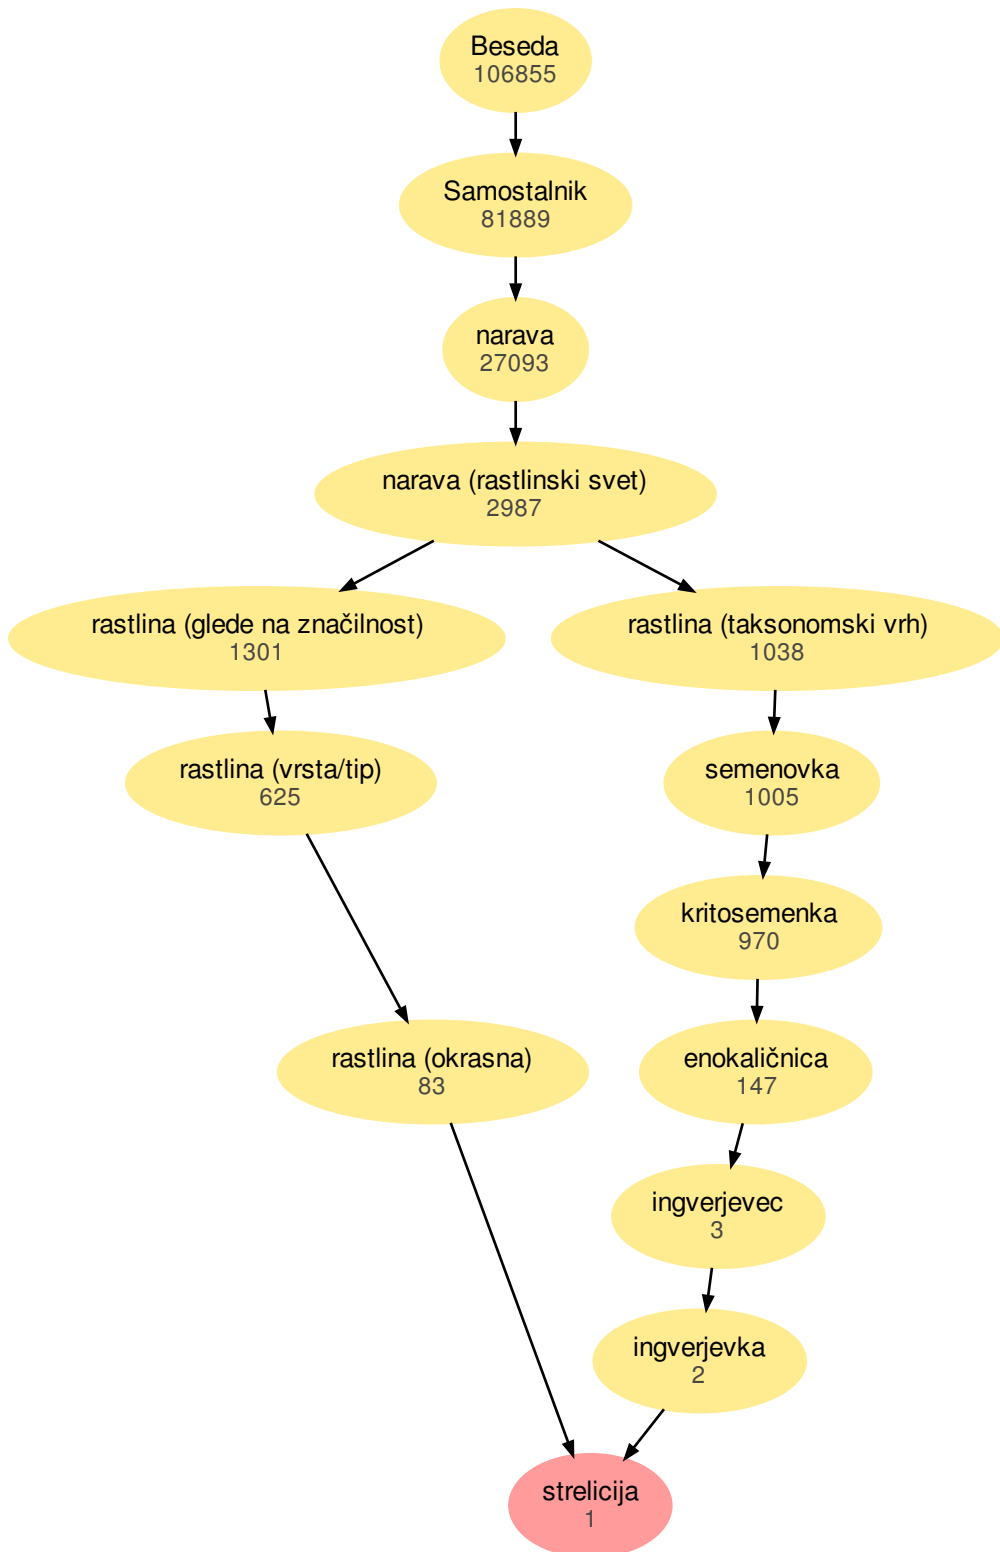 Beseda
106855
Samostalnik
81889
narava
27093
narava (rastlinski svet)
2987
rastlina (glede na značilnost)
1301
rastlina (taksonomski vrh)
1038
rastlina (vrsta/tip)
625
semenovka
1005
kritosemenka
970
rastlina (okrasna)
83
enokaličnica
147
ingverjevec
3
ingverjevka
2
strelicija
1